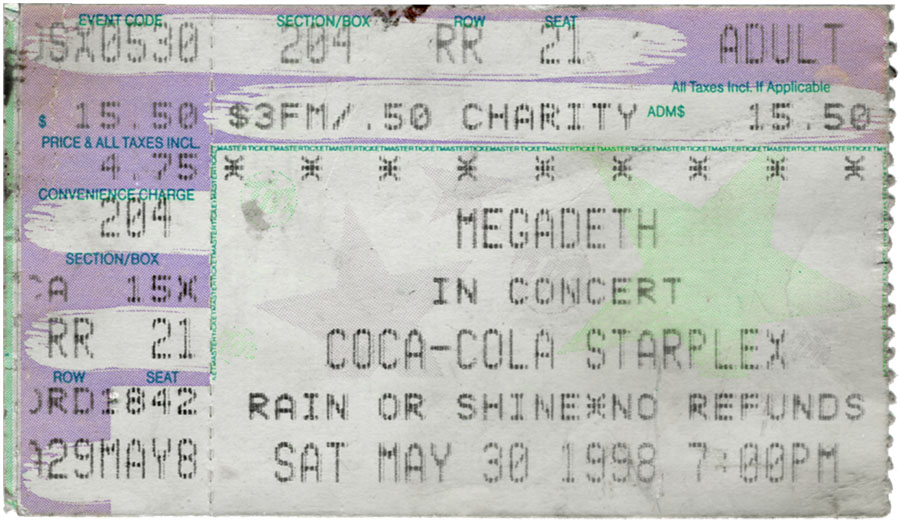 EVENT CODE SECTION/BOX ROW SEAT
SX0530 204 RR 21 ADULT
All Taxes Incl. If Applicable
$ 15.50 $3FM/.50 CHARITY ADM$ 15.50
PRICE & ALL TAXES INCL.
4.75
CONVENIENCE CHARGE
204
SECTION/BOX
CA 15X
RR 21
ROW SEAT
842
29MAY8
* * * * * * * * *
MEGADETH
IN CONCERT
COCA-COLA STARPLEX
RAIN OR SHINE*NO REFUNDS
SAT MAY 30 1998 7:00PM